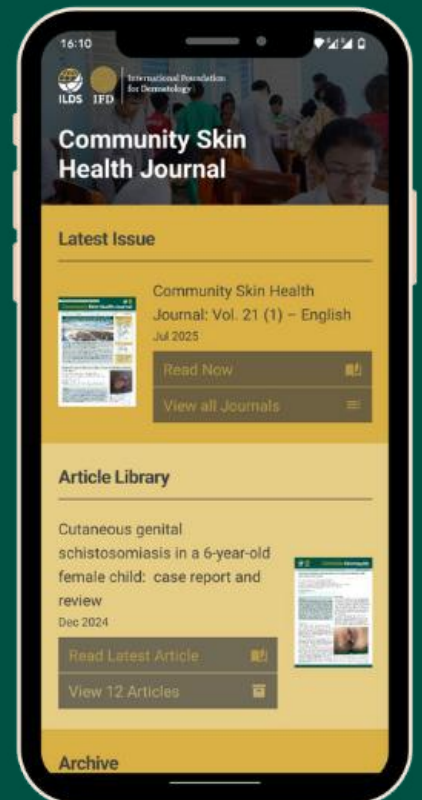 16:10
ILDS
IFD
International Foundation
for Dermatology
Community Skin
Health Journal
Latest Issue
Community Skin Health
Journal: Vol. 21 (1) – English
Jul 2025
Read Now
View all Journals
Article Library
Cutaneous genital
schistosomiasis in a 6-year-old
female child:  case report and
review
Dec 2024
Read Latest Article
View 12 Articles
Archive